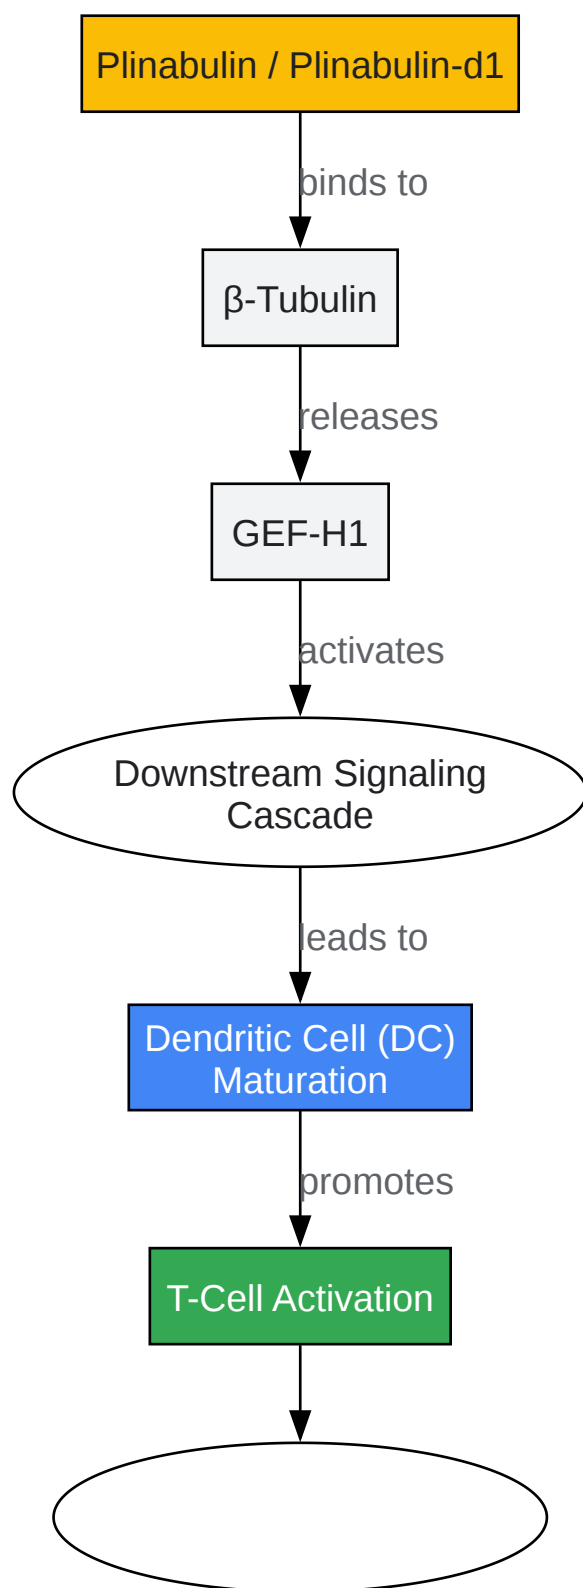 Plinabulin / Plinabulin-d1
binds to
β-Tubulin
releases
GEF-H1
activates
Downstream Signaling
Cascade
leads to
Dendritic Cell (DC)
Maturation
promotes
T-Cell Activation